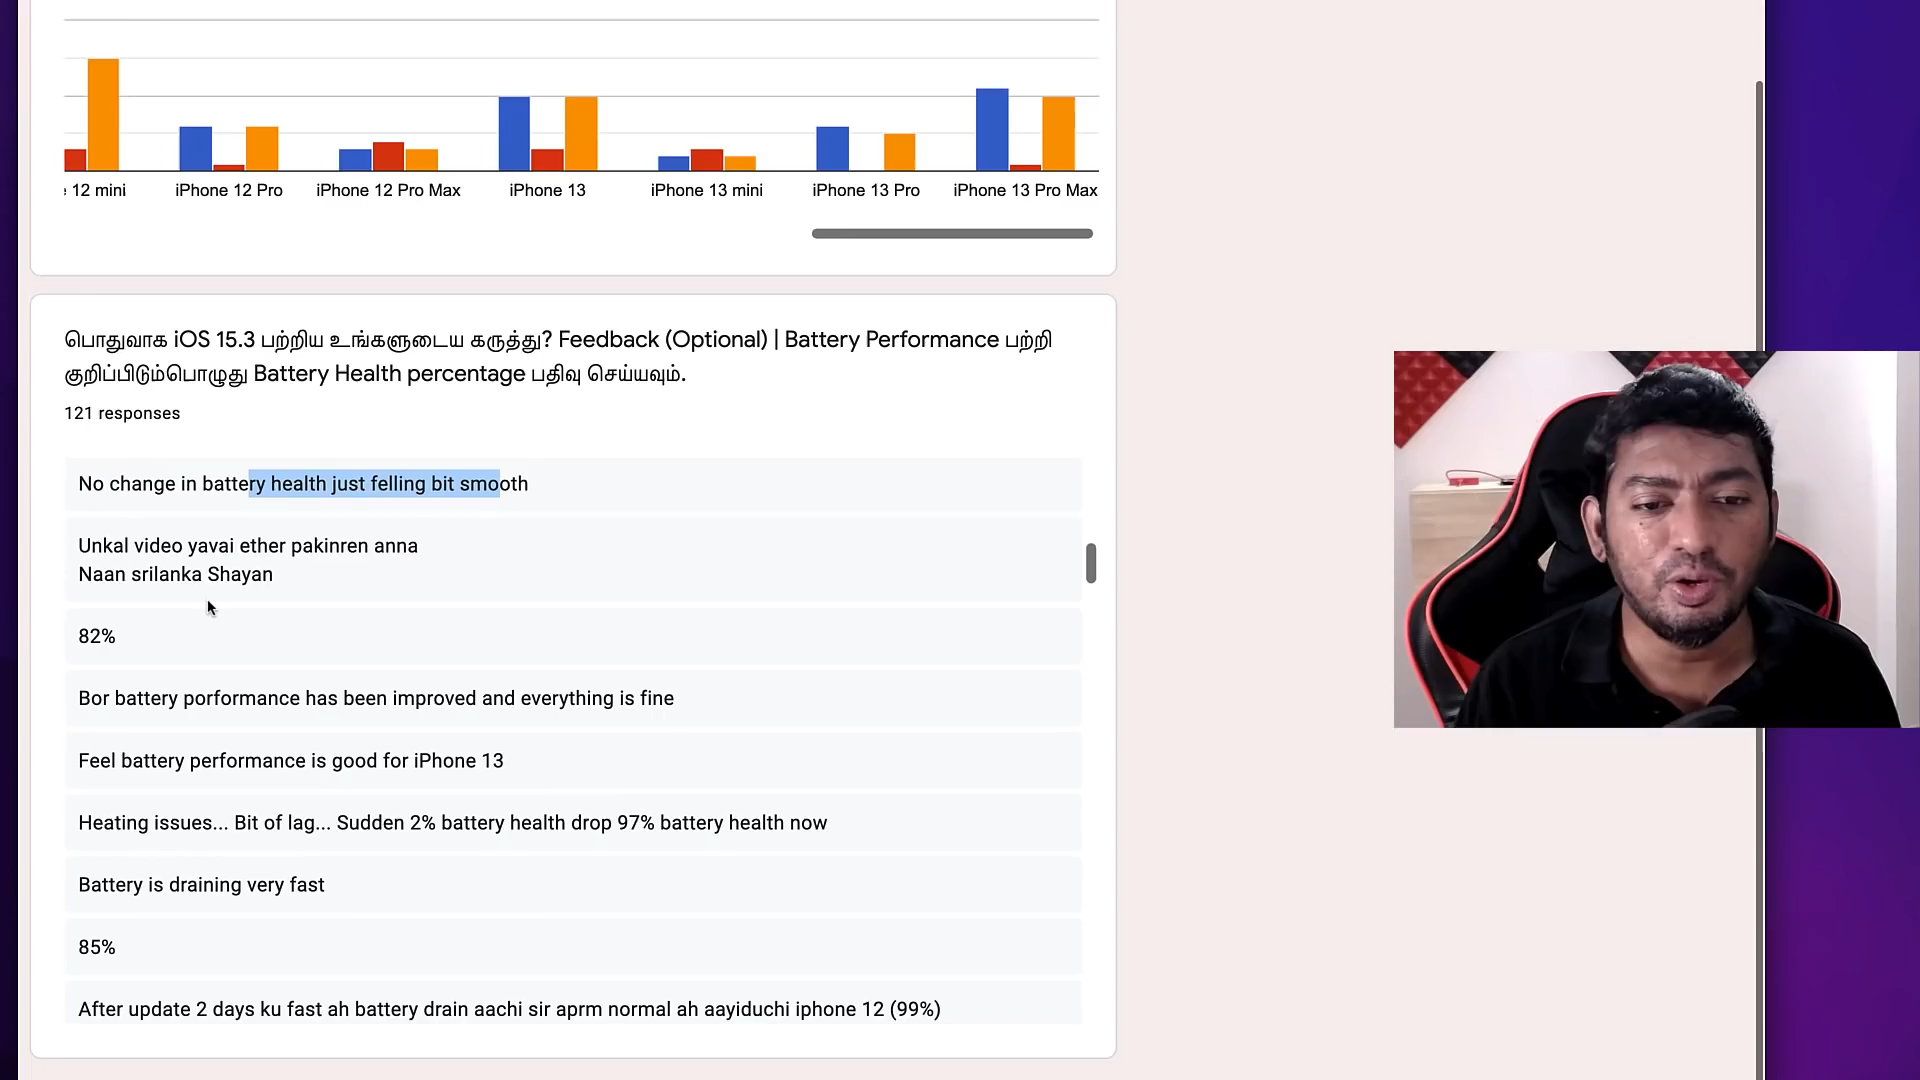 12 mini
iPhone 12 Pro
iPhone 12 Pro Max
iPhone 13
iPhone 13 mini
iPhone 13 Pro
iPhone 13 Pro Max
பொதுவாக iOS 15.3 பற்றிய உங்களுடைய கருத்து? Feedback (Optional) | Battery Performance பற்றி
குறிப்பிடும்பொழுது Battery Health percentage பதிவு செய்யவும்.
121 responses
No change in battery health just felling bit smooth
Unkal video yavai ether pakinren anna
Naan srilanka Shayan
82%
Bor battery porformance has been improved and everything is fine
Feel battery performance is good for iPhone 13
Heating issues... Bit of lag... Sudden 2% battery health drop 97% battery health now
Battery is draining very fast
85%
After update 2 days ku fast ah battery drain aachi sir aprm normal ah aayiduchi iphone 12 (99%)